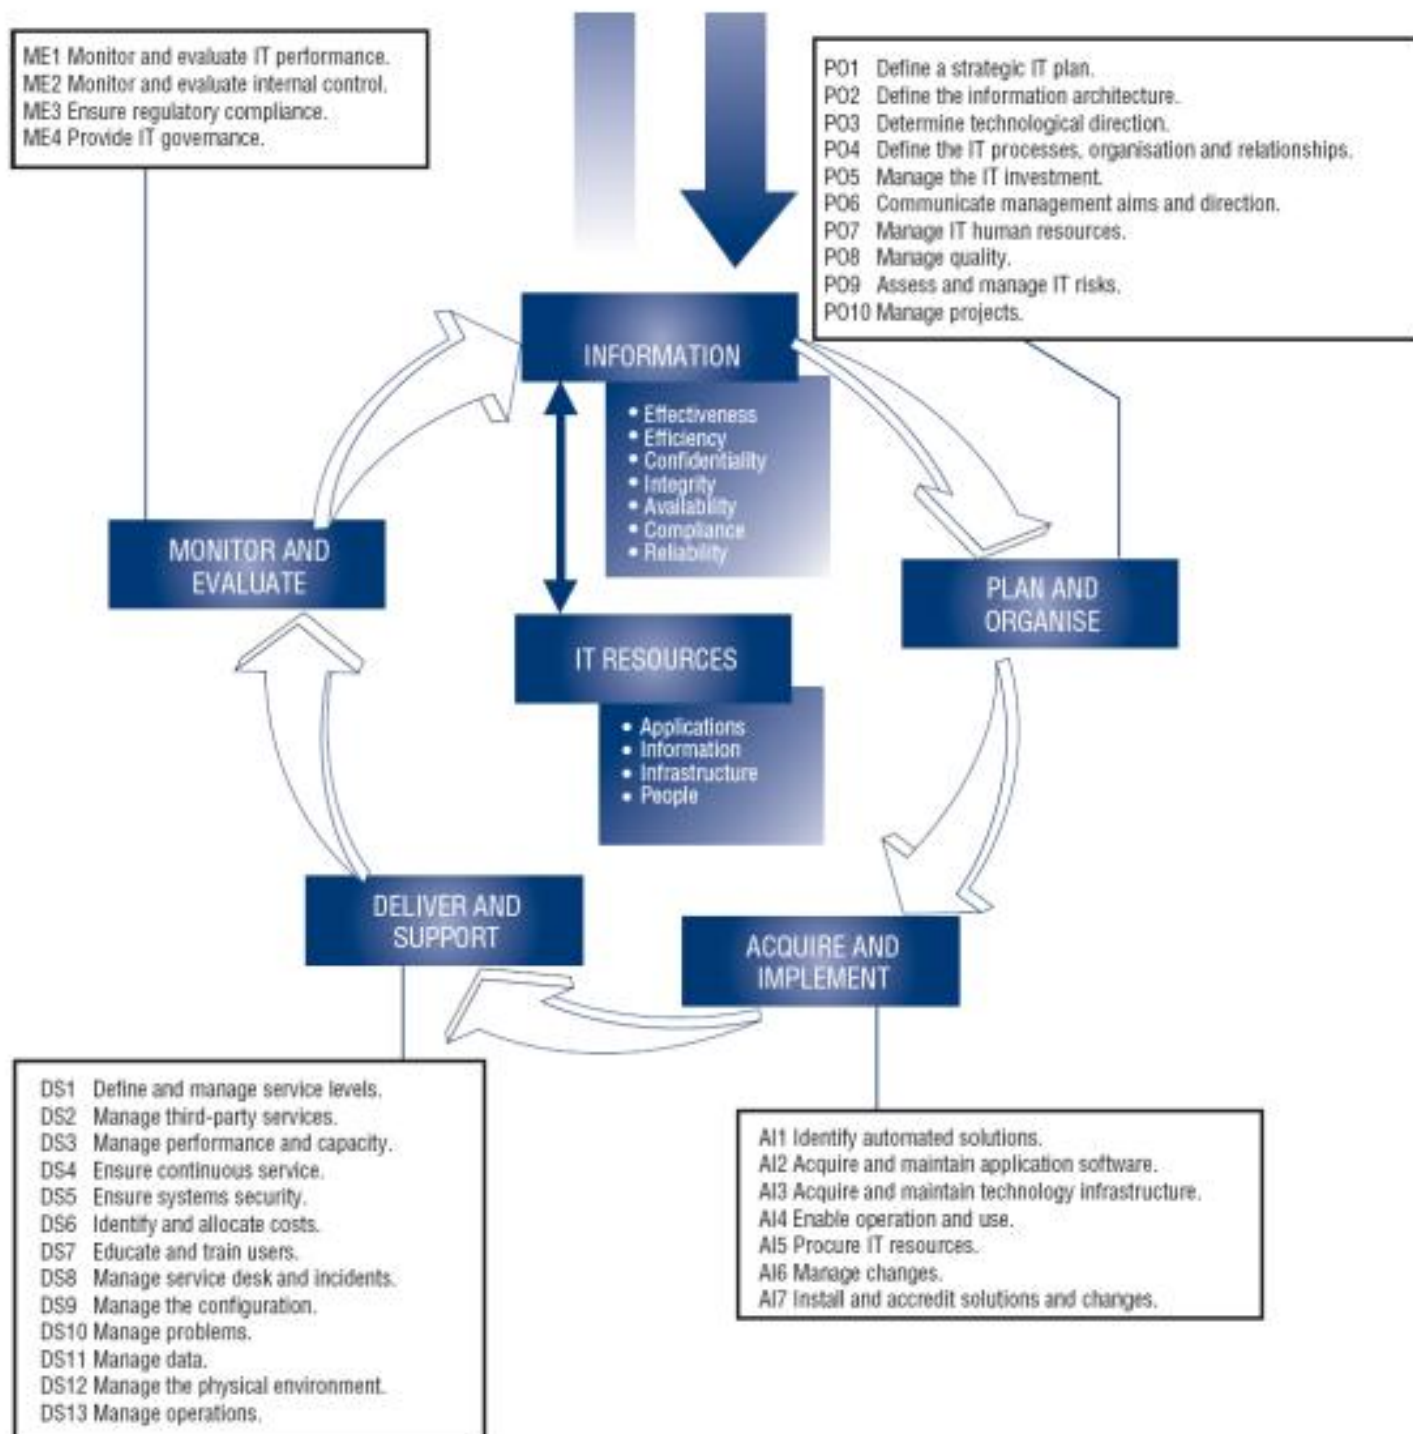 ME1 Monitor and evaluate IT performance.
ME2 Monitor and evaluate internal control.
ME3 Ensure regulatory compliance.
ME4 Provide IT governance.
PO1 Define a strategic IT plan.
PO2 Define the information architecture.
PO3 Determine technological direction.
PO4 Define the IT processes, organisation and relationships.
PO5 Manage the IT investment.
PO6 Communicate management aims and direction.
PO7 Manage IT human resources.
PO8 Manage quality.
PO9 Assess and manage IT risks.
PO10 Manage projects.
INFORMATION
• Effectiveness
• Efficiency
• Confidentiality
• Integrity
• Availability
• Compliance
• Reliability
MONITOR AND
EVALUATE
PLAN AND
ORGANISE
IT RESOURCES
• Applications
• Information
• Infrastructure
• People
DELIVER AND
SUPPORT
ACQUIRE AND
IMPLEMENT
DS1 Define and manage service levels.
DS2 Manage third-party services.
DS3 Manage performance and capacity.
DS4 Ensure continuous service.
DS5 Ensure systems security.
DS6 Identify and allocate costs.
DS7 Educate and train users.
DS8 Manage service desk and incidents.
DS9 Manage the configuration.
DS10 Manage problems.
DS11 Manage data.
DS12 Manage the physical environment.
DS13 Manage operations.
AI1 Identify automated solutions.
AI2 Acquire and maintain application software.
AI3 Acquire and maintain technology infrastructure.
AI4 Enable operation and use.
AI5 Procure IT resources.
AI6 Manage changes.
AI7 Install and accredit solutions and changes.